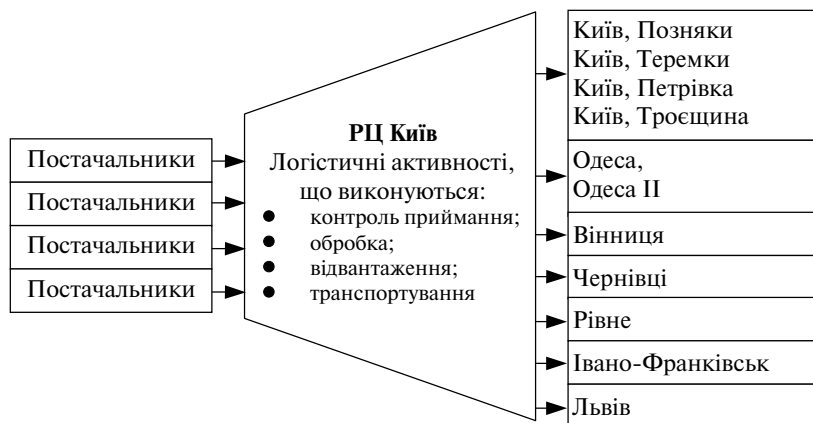 Постачальники
Постачальники
Постачальники
Постачальники
РЦ Київ
Логістичні активності,
що виконуються:
● контроль приймання;
● обробка;
● відвантаження;
● транспортування
Київ, Позняки
Київ, Теремки
Київ, Петрівка
Київ, Троєщина
Одеса,
Одеса II
Вінниця
Чернівці
Рівне
Івано-Франківськ
Львів